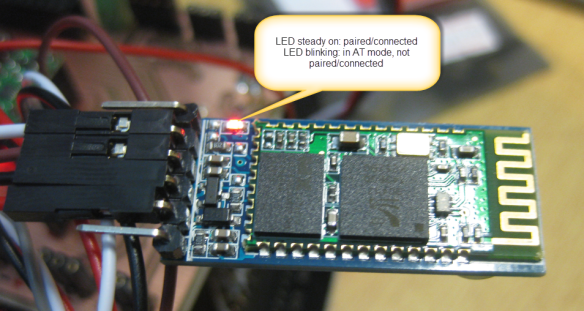 LED steady on: paired/connected
LED blinking: in AT mode, not
paired/connected